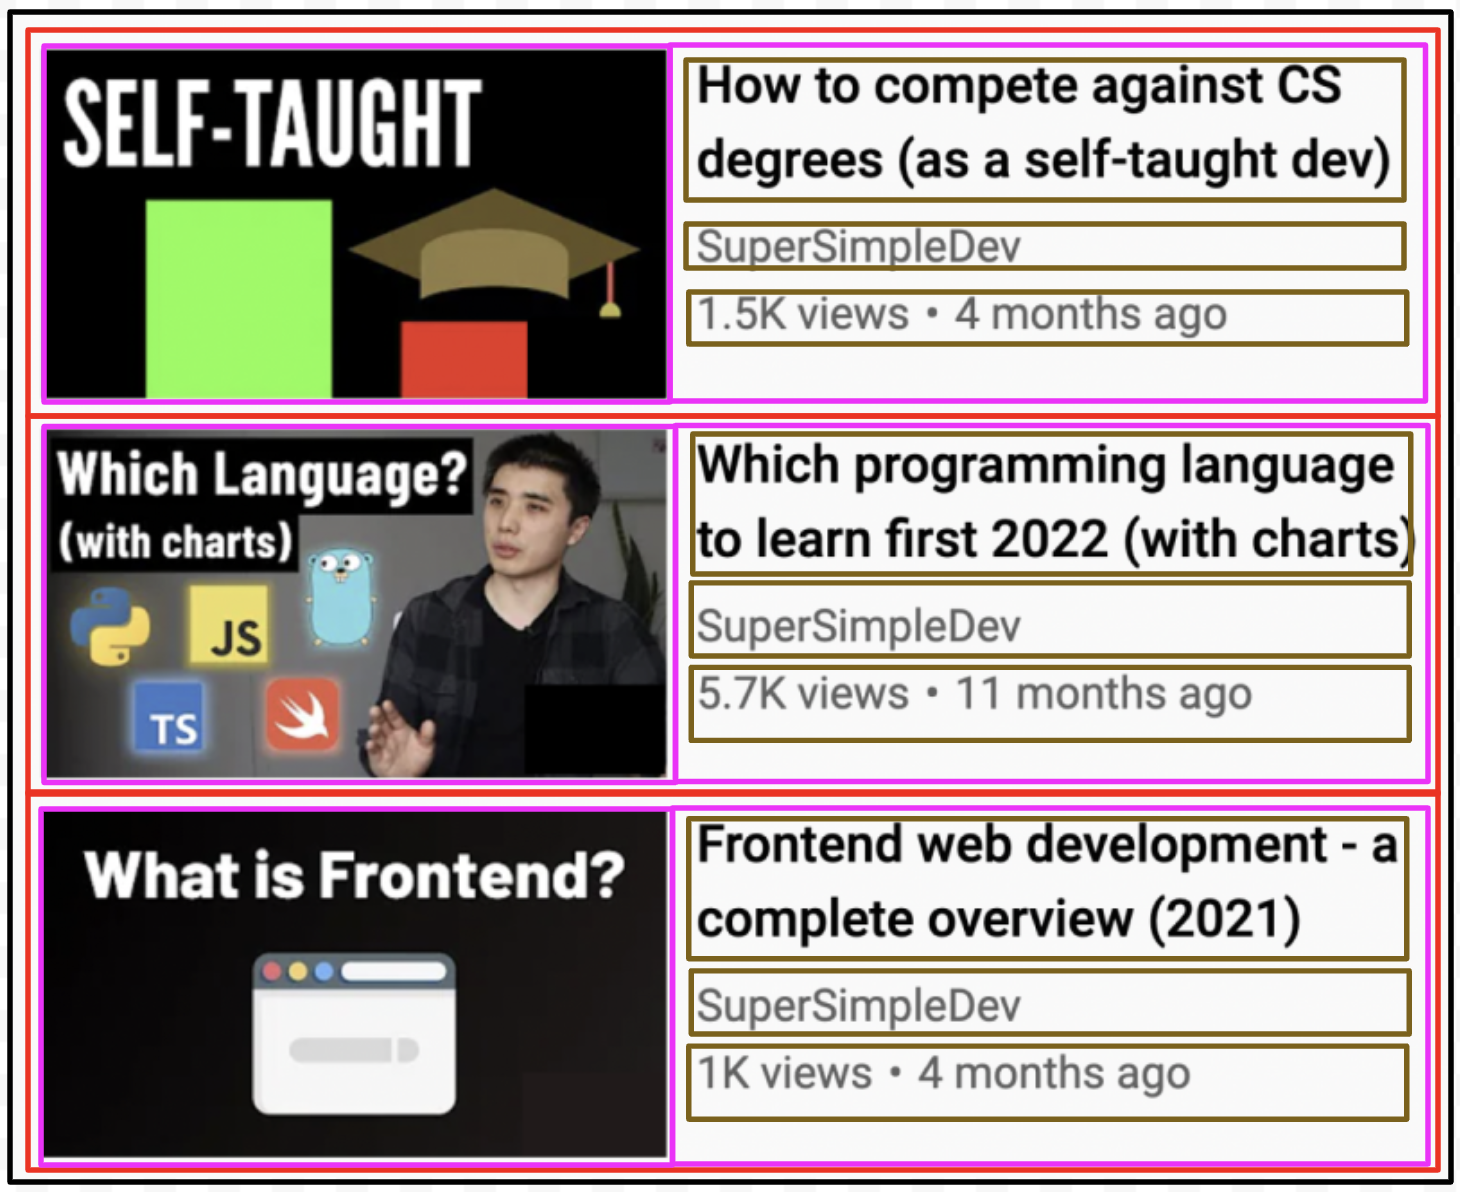 SELF-TAUGHT
How to compete against CS
degrees (as a self-taught dev)
SuperSimpleDev
1.5K views • 4 months ago
Which Language?
(with charts)
JS
TS
Which programming language
to learn first 2022 (with charts)
SuperSimpleDev
5.7K views • 11 months ago
What is Frontend?
Frontend web development - a
complete overview (2021)
SuperSimpleDev
1K views • 4 months ago